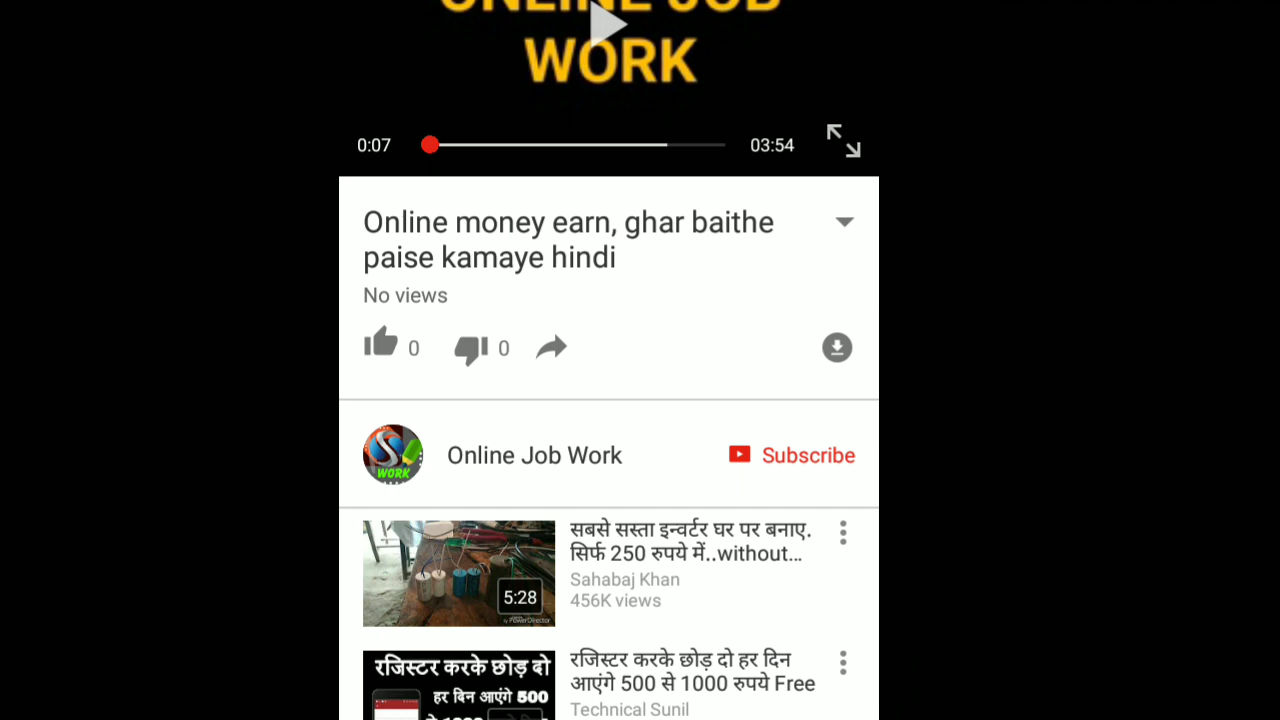 ONLINE JOB
WORK
0:07
03:54
Online money earn, ghar baithe
paise kamaye hindi
No views
0
0
Online Job Work
Subscribe
WORK
सबसे सस्ता इन्वर्टर घर पर बनाए.
सिर्फ 250 रुपये में..without...
Sahabaj Khan
456K views
5:28
by PowerDirector
रजिस्टर करके छोड़ दो हर दिन
आएंगे 500 से 1000 रुपये Free
Technical Sunil
रजिस्टर करके छोड़ दो
हर दिन आएंगे 500